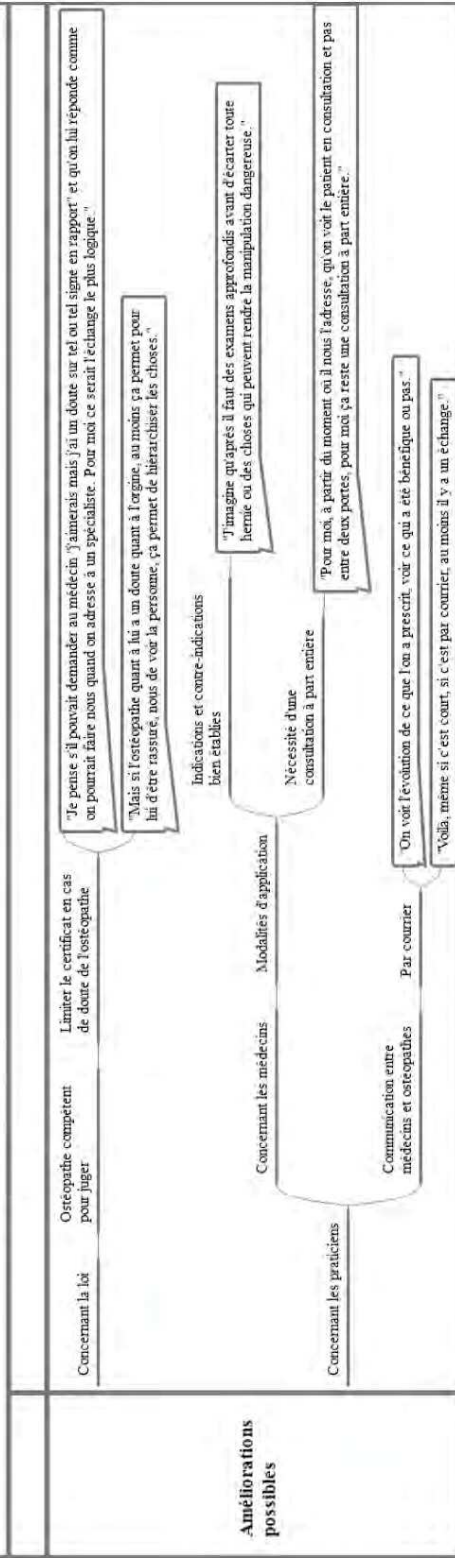 Améliorations
possibles
Concernant la loi
Ostéopathe compétent
pour juger
Limiter le certificat en cas
de doute de l'ostéopathe
"Je pense s'il pouvait demander au médecin "j'aimerais mais j'ai un doute sur tel ou tel signe en rapport" et qu'on lui réponde comme
on pourrait faire nous quand on adresse à un spécialiste. Pour moi ce serait l'échange le plus logique."
"Mais si l'ostéopathe quant à lui a un doute quant à l'orgine, au moins ça permet pour
lui d'être rassuré, nous de voir la personne, ça permet de hiérarchiser les choses."
Concernant les praticiens
Concernant les médecins
Modalités d'application
Indications et contre-indications
bien établies
"J'imagine qu'après il faut des examens approfondis avant d'écarter toute
hernie ou des choses qui peuvent rendre la manipulation dangereuse."
Nécessité d'une
consultation à part entière
"Pour moi, à partir du moment où il nous l'adresse, qu'on voit le patient en consultation et pas
entre deux portes, pour moi ça reste une consultation à part entière."
Communication entre
médecins et ostéopathes
Par courrier
"On voit l'évolution de ce que l'on a prescrit, voir ce qui a été bénéfique ou pas."
"Voilà, même si c'est court, si c'est par courrier, au moins il y a un échange."